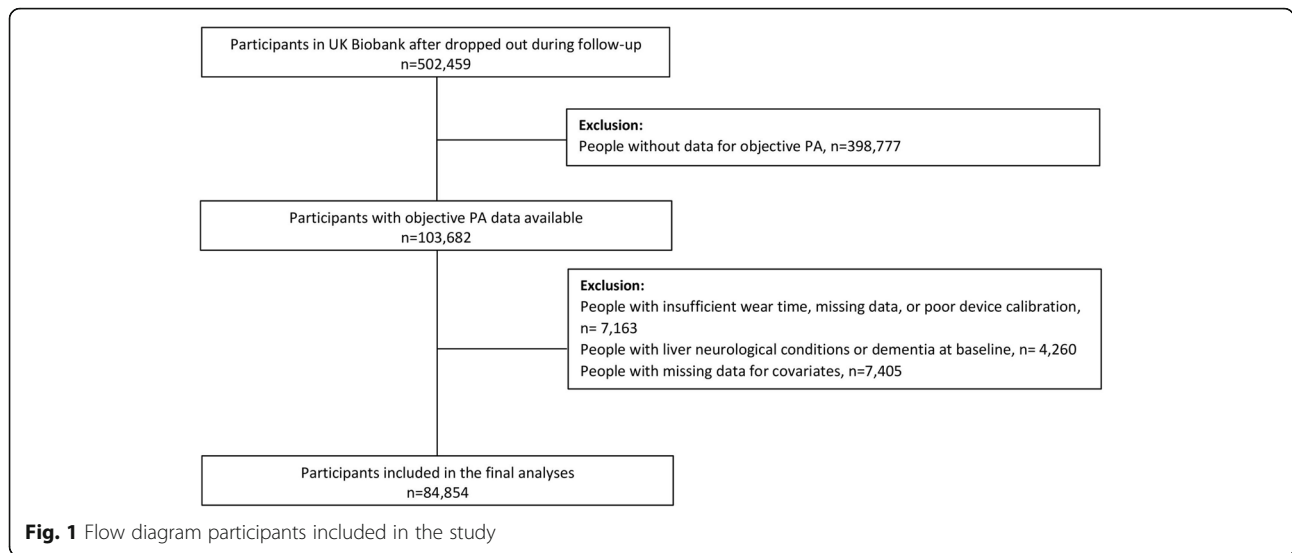 Participants in UK Biobank after dropped out during follow-up
n=502,459
Exclusion:
People without data for objective PA, n=398,777
Participants with objective PA data available
n=103,682
Exclusion:
People with insufficient wear time, missing data, or poor device calibration,
n= 7,163
People with liver neurological conditions or dementia at baseline, n= 4,260
People with missing data for covariates, n=7,405
Participants included in the final analyses
n=84,854
Fig. 1 Flow diagram participants included in the study